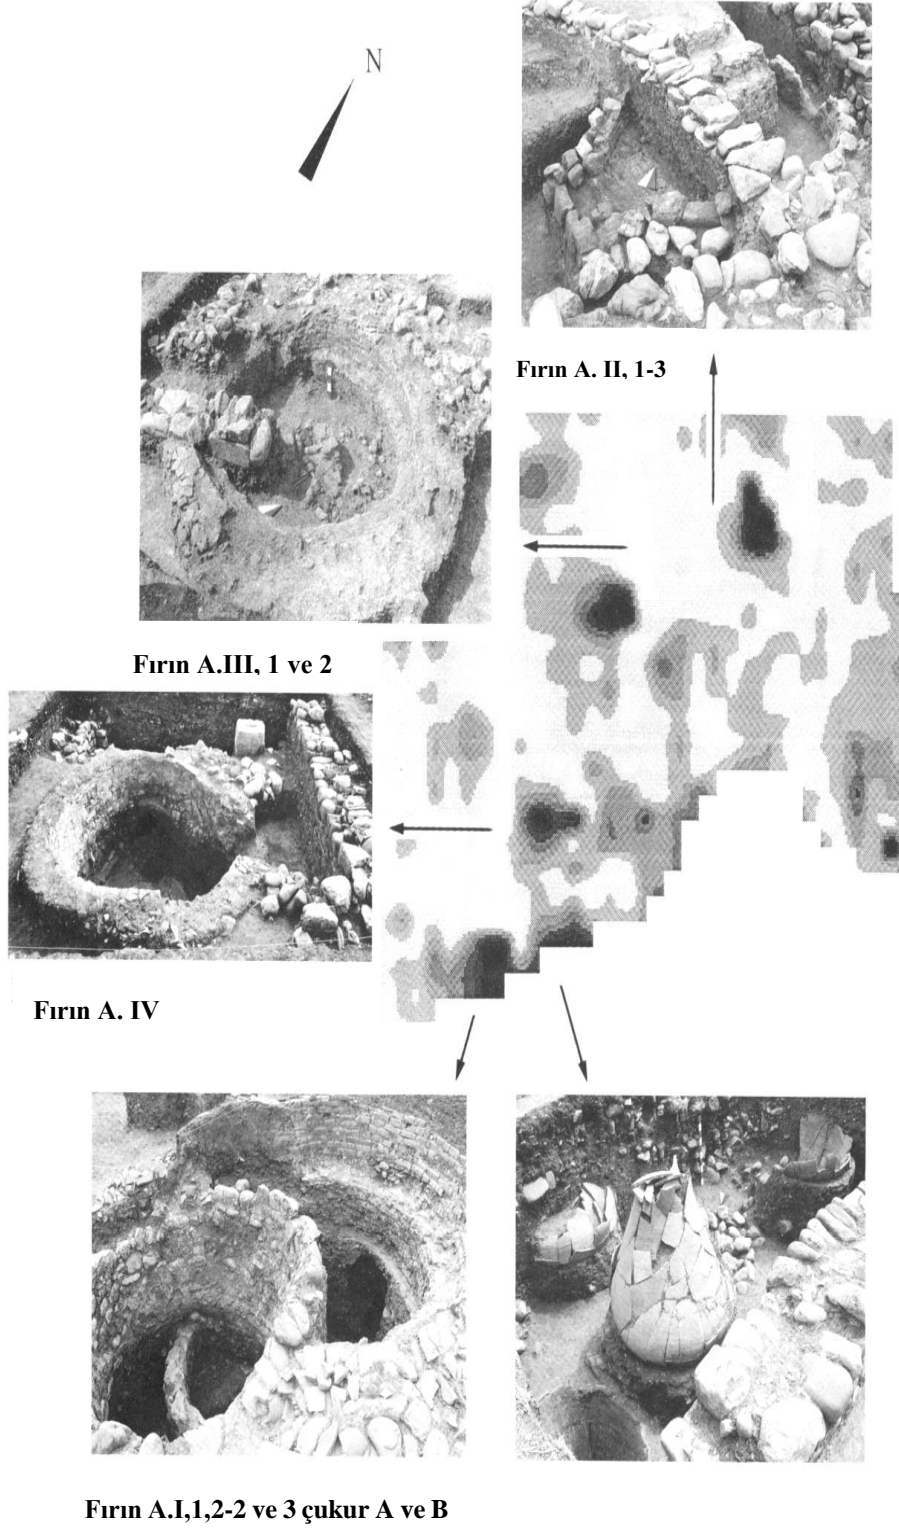 N
Fırın A. II, 1-3
Fırın A.III, 1 ve 2
Fırın A. IV
Fırın A.I,1,2-2 ve 3 çukur A ve B